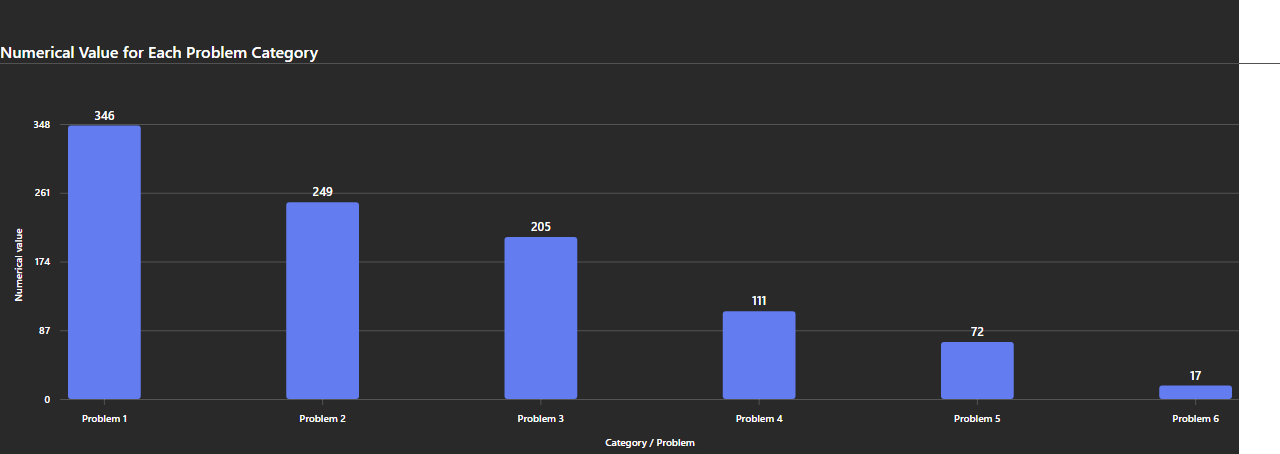 Numerical Value for Each Problem Category
346
348
249
261
205
Numerical value
174
111
87
72
17
0
Problem 1 Problem 2 Problem 3 Problem 4 Problem 5 Problem 6
Category / Problem